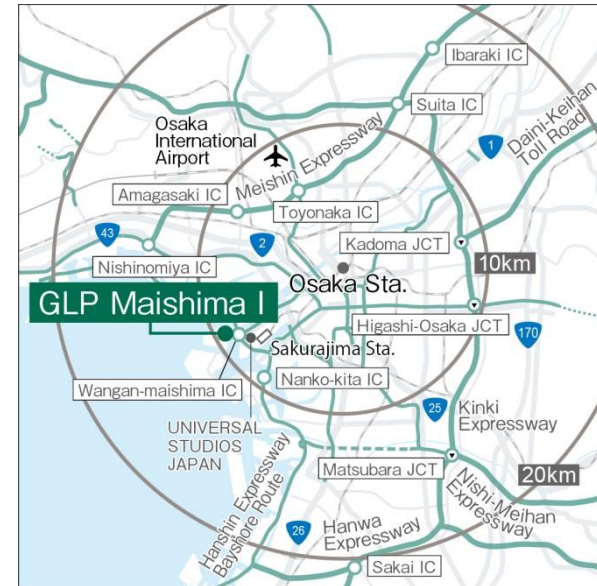 Ibaraki IC
Suita IC
Osaka
International
Airport
Meishin Expressway
1
Daini-Keihan
Toll Road
Amagasaki IC
Toyonaka IC
43
2
Kadoma JCT
Nishinomiya IC
10km
Osaka Sta.
GLP Maishima I
Higashi-Osaka JCT
170
Sakurajima Sta.
Wangan-maishima IC
Nanko-kita IC
UNIVERSAL
STUDIOS
JAPAN
25
Kinki
Expressway
Matsubara JCT
20km
Nishi-Meihan
Expressway
Hanshin Expressway
Bayshore Route
26
Hanwa
Expressway
Sakai IC